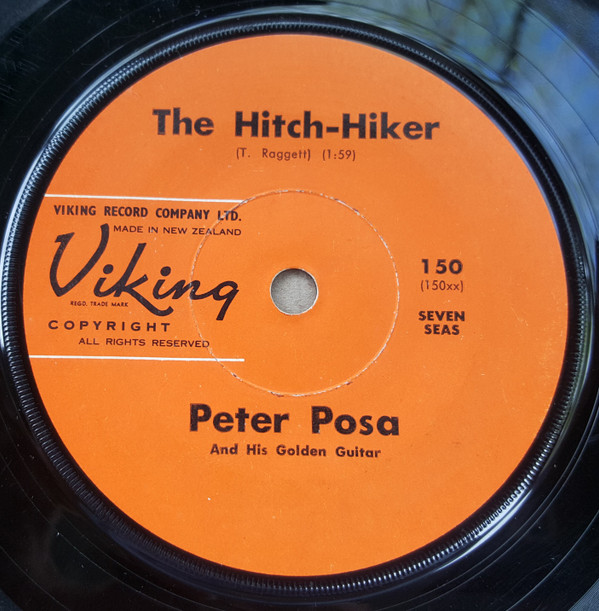 The Hitch-Hiker
(T. Raggett) (1:59)
VIKING RECORD COMPANY LTD.
MADE IN NEW ZEALAND
Viking
REGD. TRADE MARK
COPYRIGHT
ALL RIGHTS RESERVED
150
(150xx)
SEVEN
SEAS
Peter Posa
And His Golden Guitar